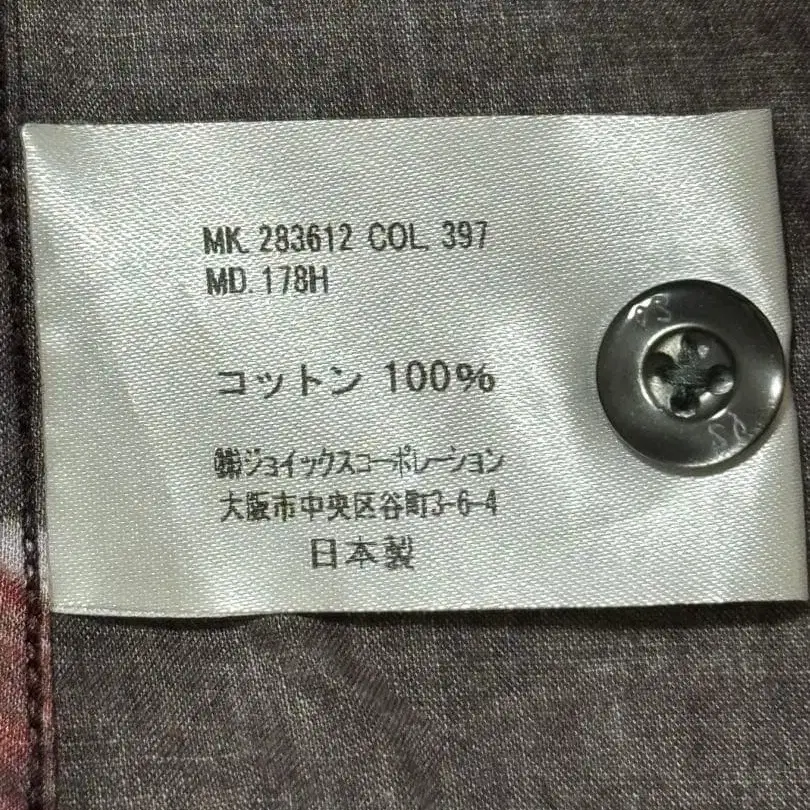 MK. 283612 COL. 397
MD. 178H
コットン 100%
㈱ジョイックスコーポレーション
大阪市中央区谷町3-6-4
日本製